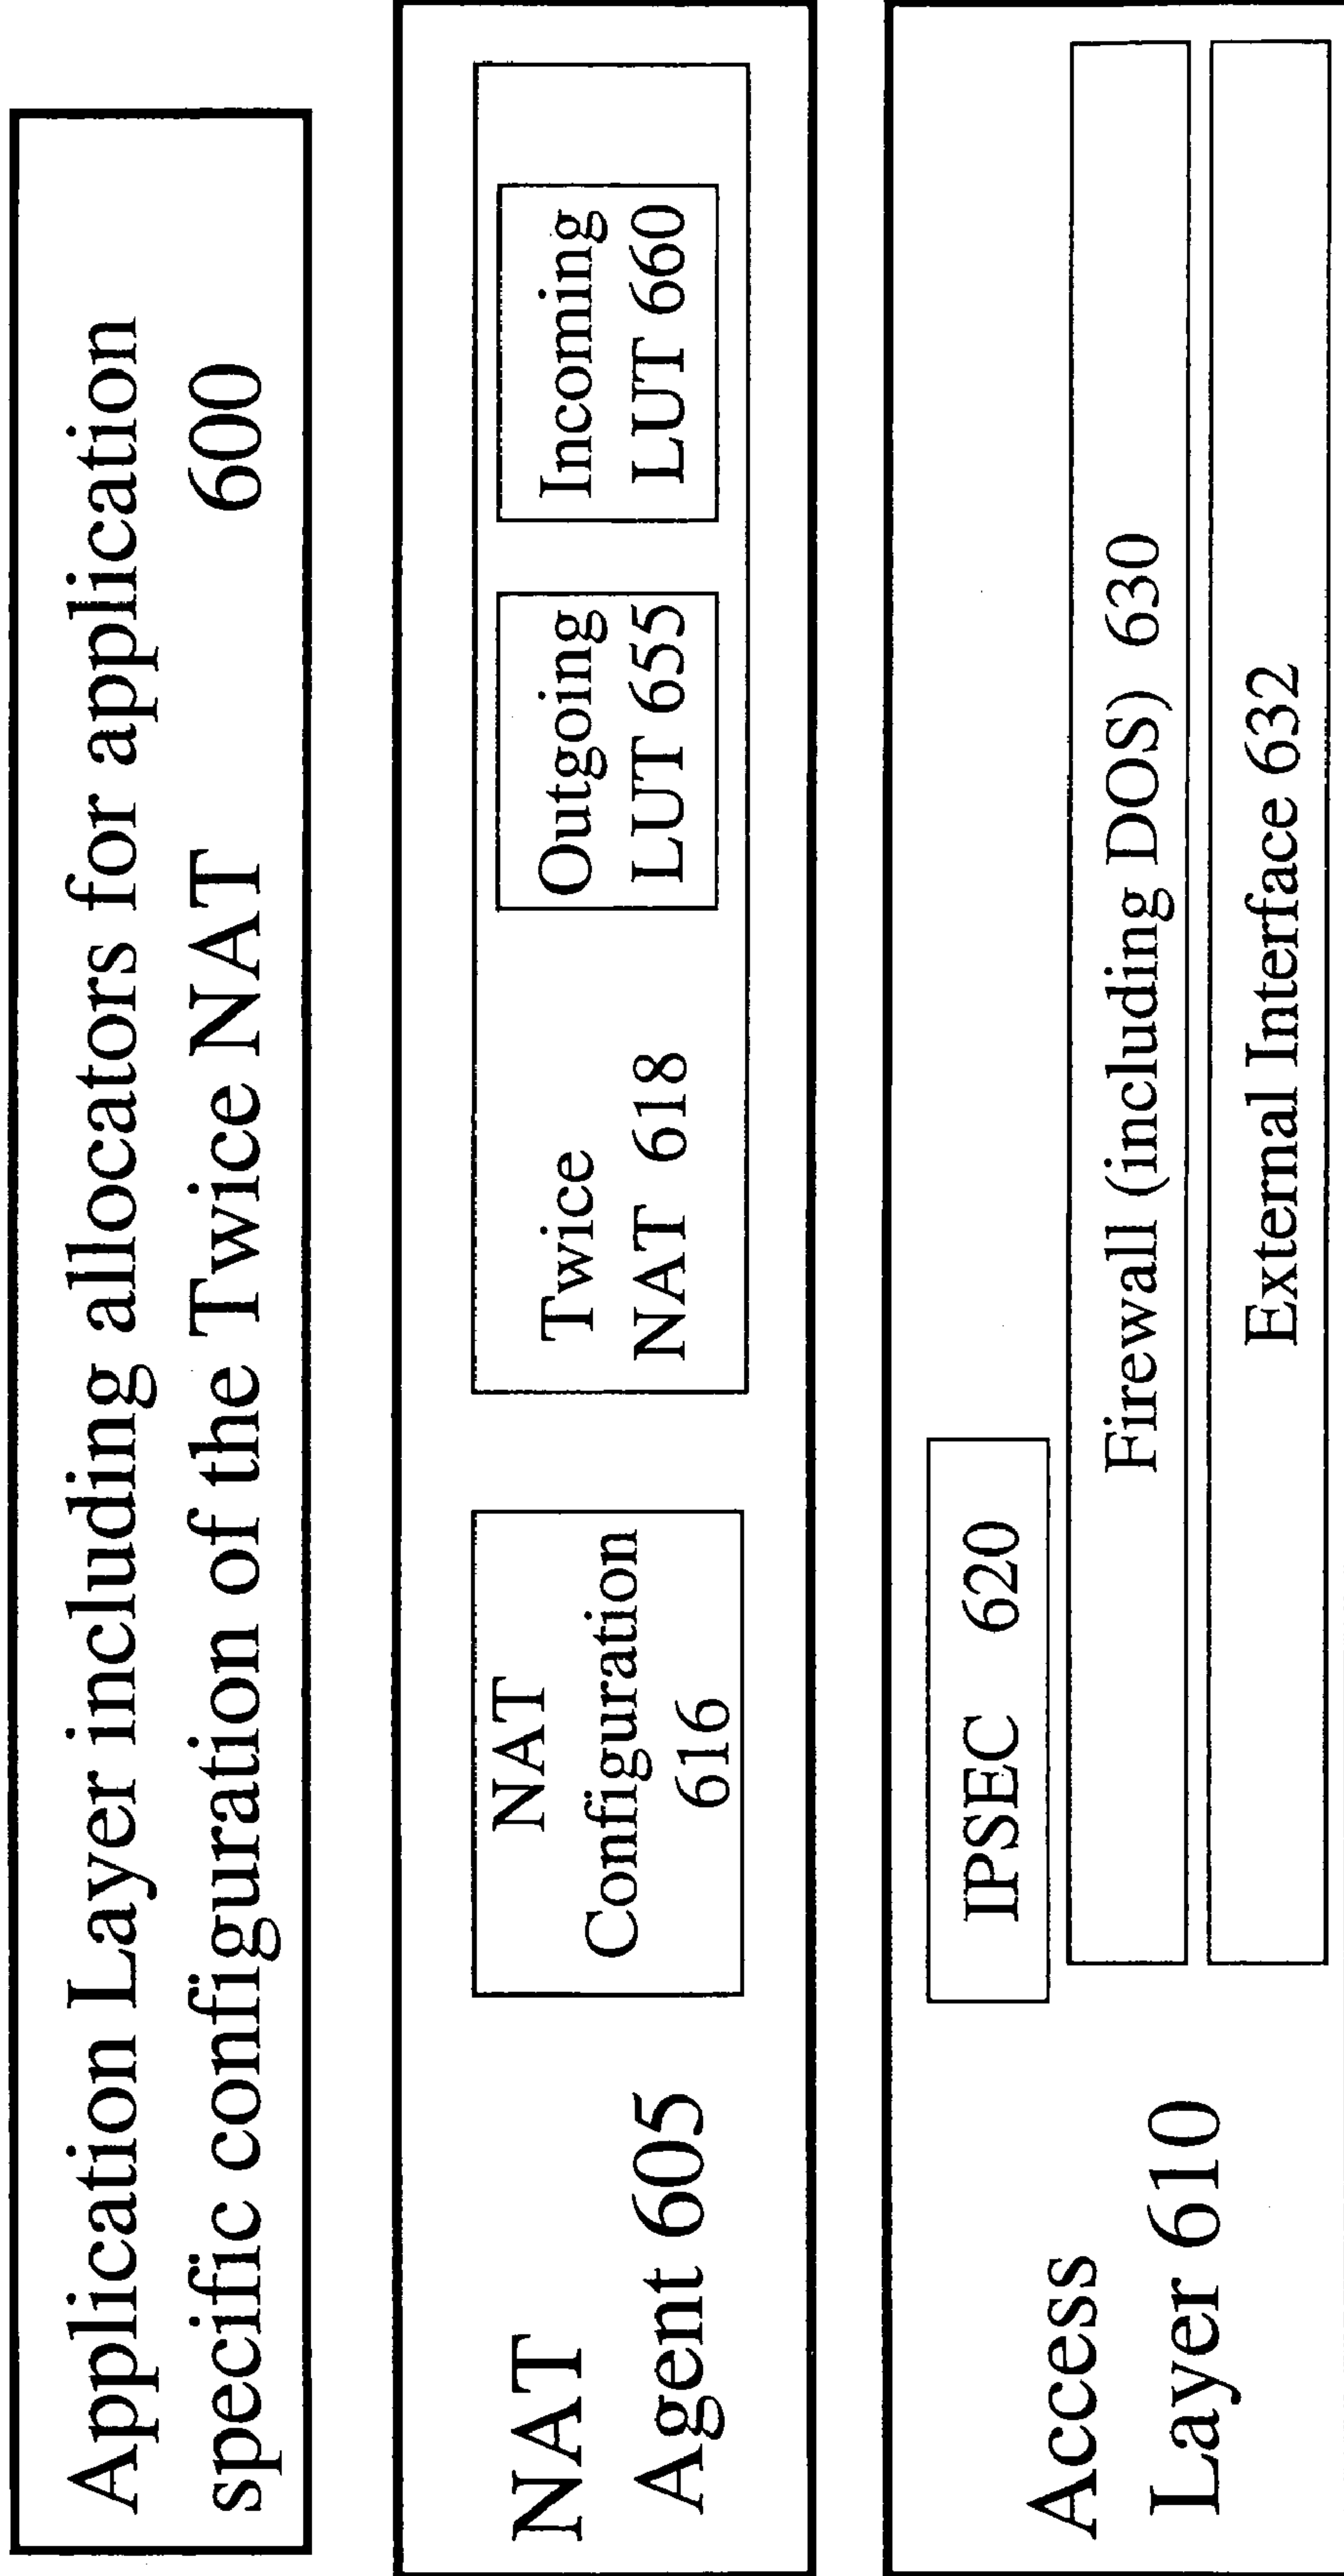 Application Layer including allocators for application
specific configuration of the Twice NAT 600
NAT
Agent 605
NAT
Configuration
616
Twice
NAT 618
Outgoing
LUT 655
Incoming
LUT 660
Access
Layer 610
IPSEC 620
Firewall (including DOS) 630
External Interface 632